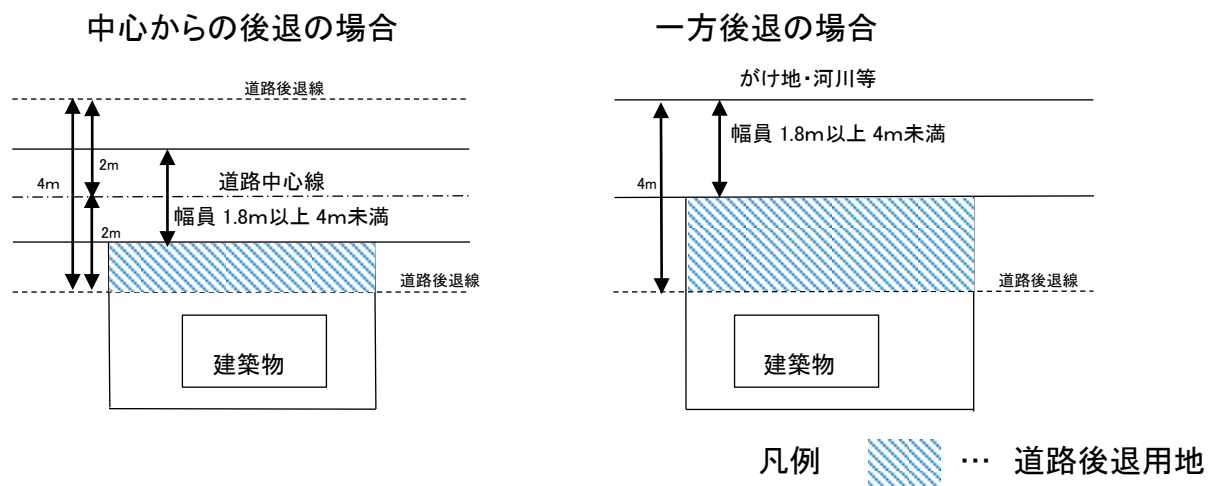 中心からの後退の場合
道路後退線
4m
2m
道路中心線
幅員 1.8m以上 4m未満
2m
道路後退線
建築物
一方後退の場合
がけ地・河川等
幅員 1.8m以上 4m未満
4m
道路後退線
建築物
凡例 … 道路後退用地